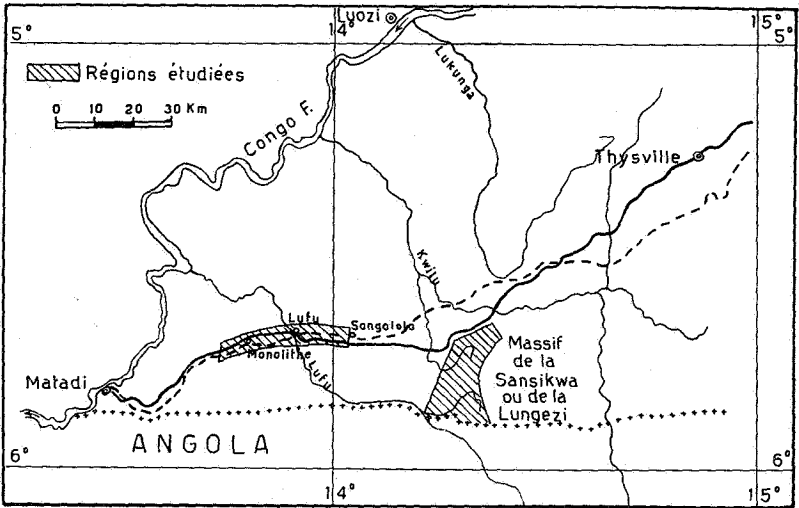 Lyozi
14°
15°
5°
5°
Régions étudiées
0 10 20 30 Km
Congo F.
Lukunga
Thysville
Kwilu
Lufu
Songololo
Monolithe
Lufu
Matadi
Massif
de la
Sansikwa
ou de la
Lungezi
ANGOLA
6°
6°
14°
15°